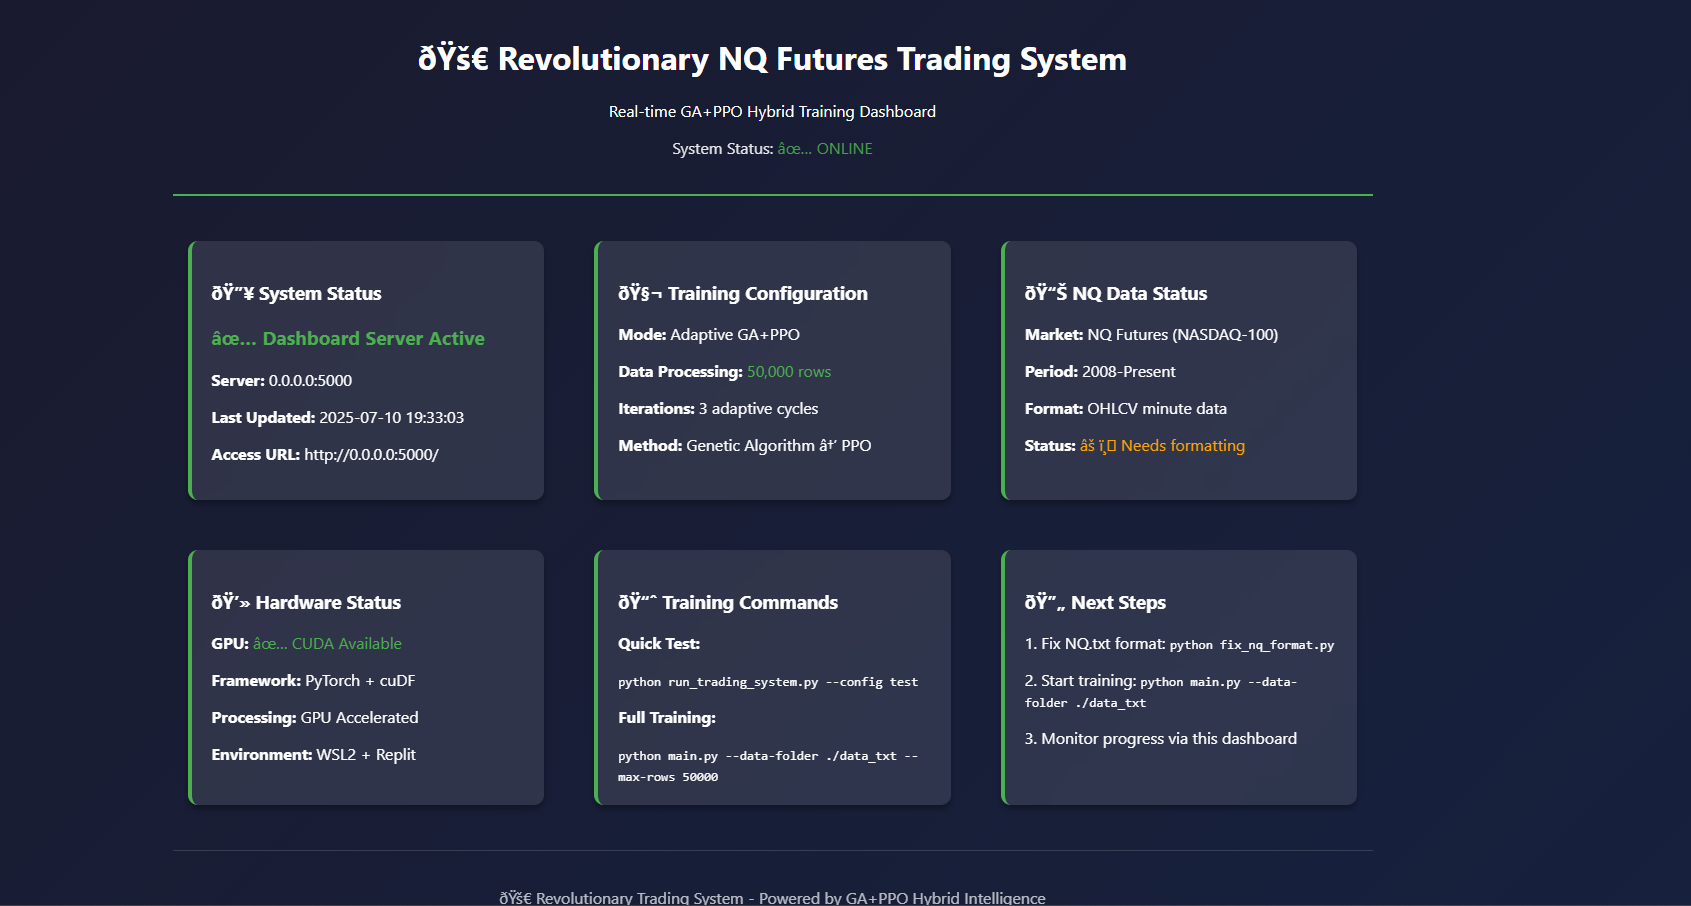 ðŸš€ Revolutionary NQ Futures Trading System
Real-time GA+PPO Hybrid Training Dashboard
System Status: âœ… ONLINE
ðŸ”¥ System Status
âœ… Dashboard Server Active
Server: 0.0.0.0:5000
Last Updated: 2025-07-10 19:33:03
Access URL: http://0.0.0.0:5000/
ðŸ§¬ Training Configuration
Mode: Adaptive GA+PPO
Data Processing: 50,000 rows
Iterations: 3 adaptive cycles
Method: Genetic Algorithm â†’ PPO
ðŸ“Š NQ Data Status
Market: NQ Futures (NASDAQ-100)
Period: 2008-Present
Format: OHLCV minute data
Status: âš ï¸ Needs formatting
ðŸ’» Hardware Status
GPU: âœ… CUDA Available
Framework: PyTorch + cuDF
Processing: GPU Accelerated
Environment: WSL2 + Replit
ðŸ“ˆ Training Commands
Quick Test:
python run_trading_system.py --config test
Full Training:
python main.py --data-folder ./data_txt --
max-rows 50000
ðŸ”„ Next Steps
1. Fix NQ.txt format: python fix_nq_format.py
2. Start training: python main.py --data-
folder ./data_txt
3. Monitor progress via this dashboard
ðŸš€ Revolutionary Trading System - Powered by GA+PPO Hybrid Intelligence